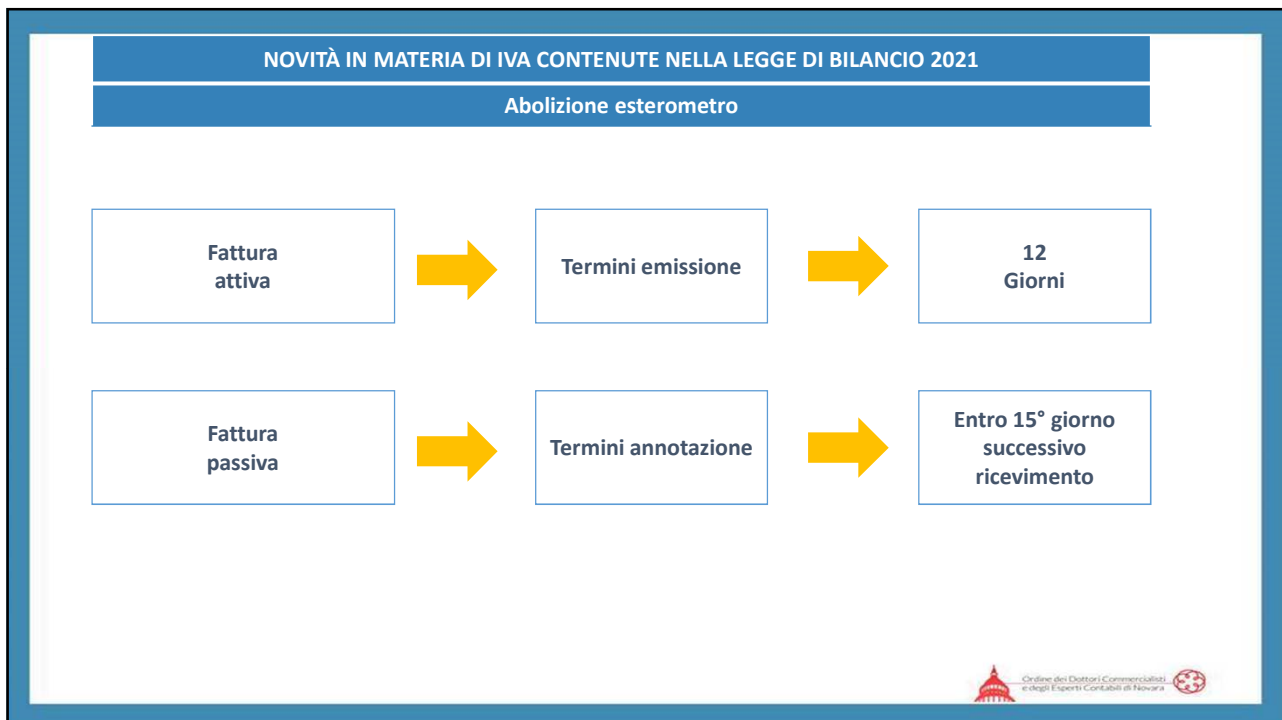 NOVITÀ IN MATERIA DI IVA CONTENUTE NELLA LEGGE DI BILANCIO 2021
Abolizione esterometro
Fattura
attiva
Termini emissione
12
Giorni
Fattura
passiva
Termini annotazione
Entro 15° giorno
successivo
ricevimento
Ordine dei Dottori Commercialisti
e degli Esperti Contabili di Novara